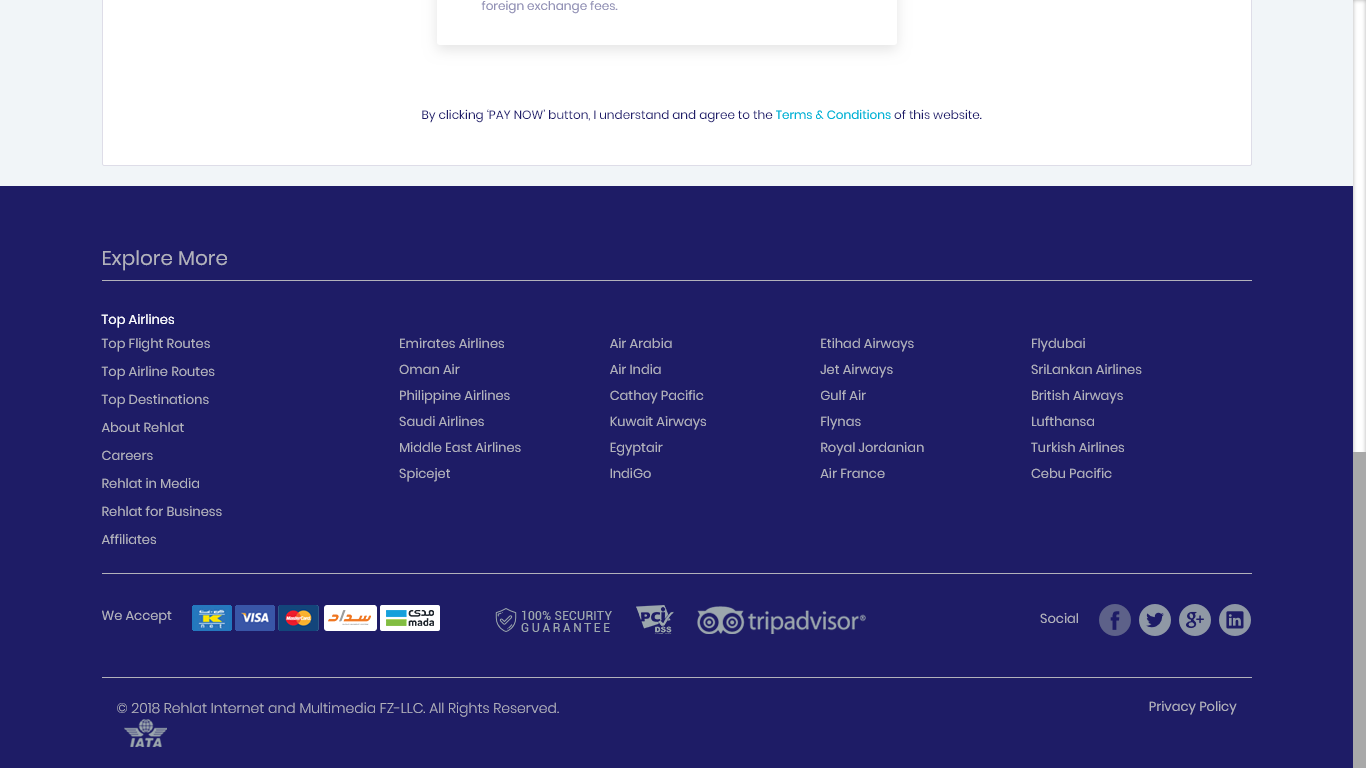 foreign exchange fees.
By clicking 'PAY NOW' button, I understand and agree to the Terms & Conditions of this website.
Explore More
Top Airlines
Top Flight Routes
Top Airline Routes
Top Destinations
About Rehlat
Careers
Rehlat in Media
Rehlat for Business
Affiliates
Emirates Airlines
Oman Air
Philippine Airlines
Saudi Airlines
Middle East Airlines
Spicejet
Air Arabia
Air India
Cathay Pacific
Kuwait Airways
Egyptair
IndiGo
Etihad Airways
Jet Airways
Gulf Air
Flynas
Royal Jordanian
Air France
Flydubai
SriLankan Airlines
British Airways
Lufthansa
Turkish Airlines
Cebu Pacific
We Accept
VISA
MasterCard
سداد
مدى
mada
100% SECURITY
GUARANTEE
PCI
DSS
tripadvisor®
Social
f
g+
in
© 2018 Rehlat Internet and Multimedia FZ-LLC. All Rights Reserved.
IATA
Privacy Policy